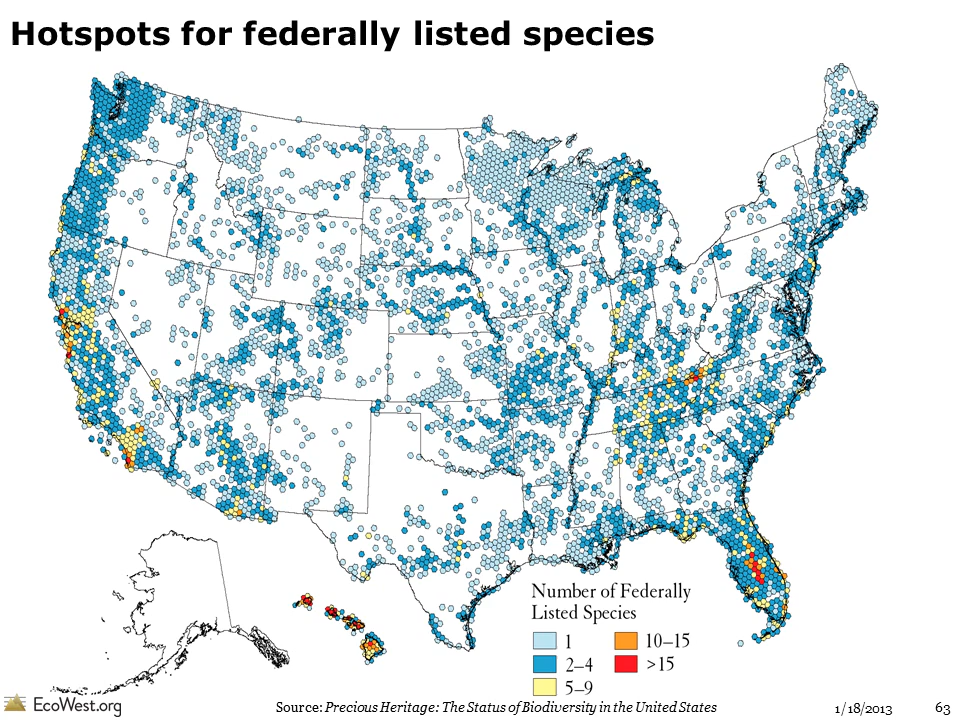 Hotspots for federally listed species
Number of Federally
Listed Species
1
2–4
5–9
10–15
>15
EcoWest.org
Source: Precious Heritage: The Status of Biodiversity in the United States
1/18/2013
63